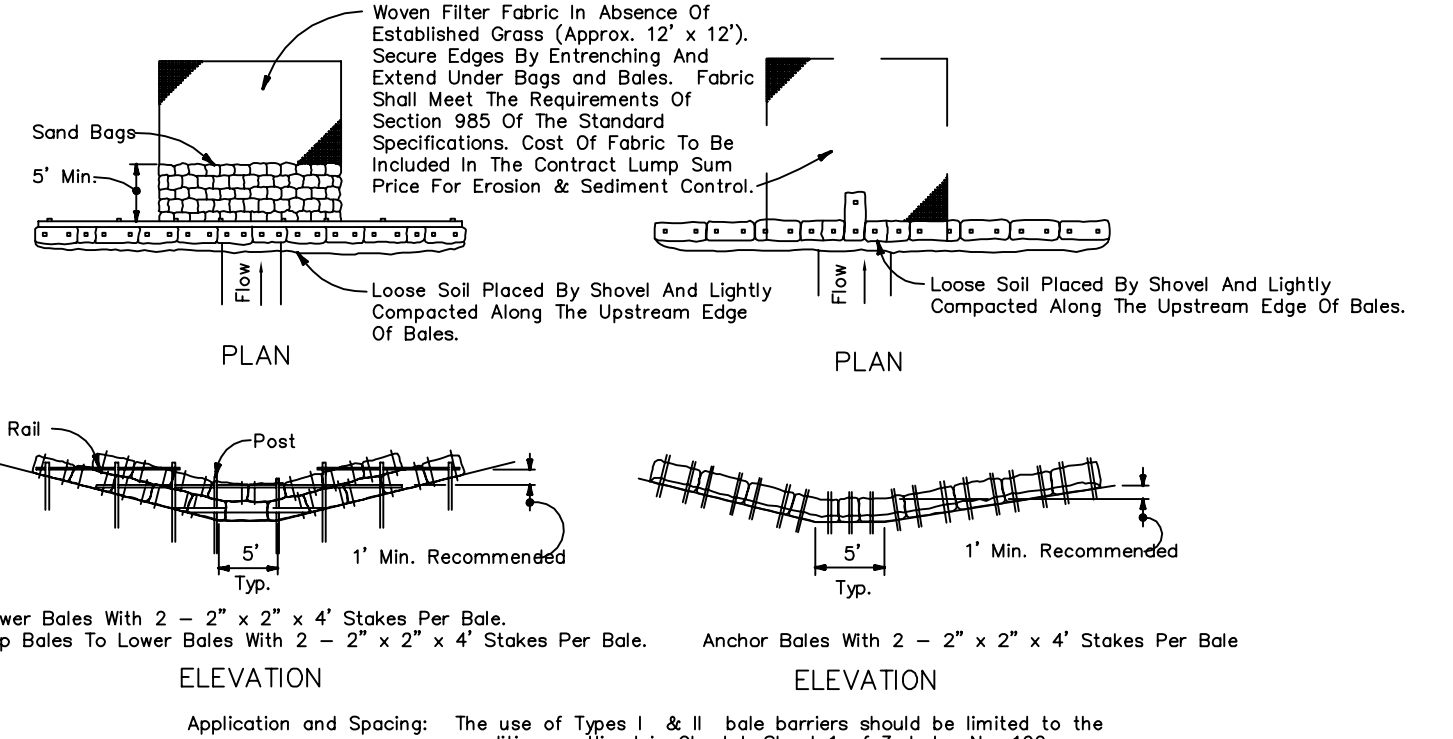 Woven Filter Fabric In Absence Of
Established Grass (Approx. 12' x 12').
Secure Edges By Entrenching And
Extend Under Bags and Bales. Fabric
Shall Meet The Requirements Of
Section 985 Of The Standard
Specifications. Cost Of Fabric To Be
Included In The Contract Lump Sum
Price For Erosion & Sediment Control.
Sand Bags
5' Min.
Flow
Loose Soil Placed By Shovel And Lightly
Compacted Along The Upstream Edge
Of Bales.
PLAN
Flow
Loose Soil Placed By Shovel And Lightly
Compacted Along The Upstream Edge Of Bales.
PLAN
Rail
Post
5'
Typ.
1' Min. Recommended
5'
Typ.
1' Min. Recommended
wer Bales With 2 - 2" x 2" x 4' Stakes Per Bale.
p Bales To Lower Bales With 2 - 2" x 2" x 4' Stakes Per Bale.
ELEVATION
Anchor Bales With 2 - 2" x 2" x 4' Stakes Per Bale
ELEVATION
Application and Spacing: The use of Types I & II bale barriers should be limited to the